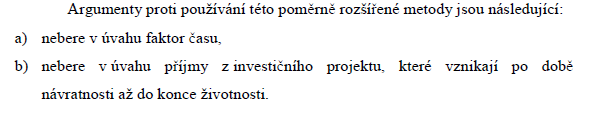 Argumenty proti používání této poměrně rozšířené metody jsou následující:
a) nebere v úvahu faktor času,
b) nebere v úvahu příjmy z investičního projektu, které vznikají po době
návratnosti až do konce životnosti.